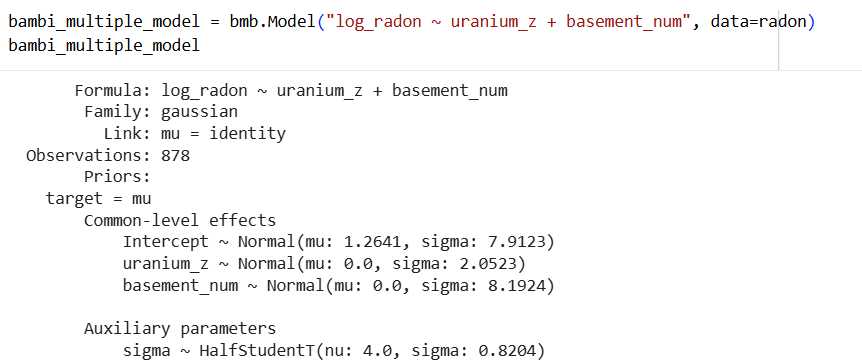 bambi_multiple_model = bmb.Model("log_radon ~ uranium_z + basement_num", data=radon)
bambi_multiple_model
Formula: log_radon ~ uranium_z + basement_num
Family: gaussian
Link: mu = identity
Observations: 878
Priors:
target = mu
Common-level effects
Intercept ~ Normal(mu: 1.2641, sigma: 7.9123)
uranium_z ~ Normal(mu: 0.0, sigma: 2.0523)
basement_num ~ Normal(mu: 0.0, sigma: 8.1924)
Auxiliary parameters
sigma ~ HalfStudentT(nu: 4.0, sigma: 0.8204)